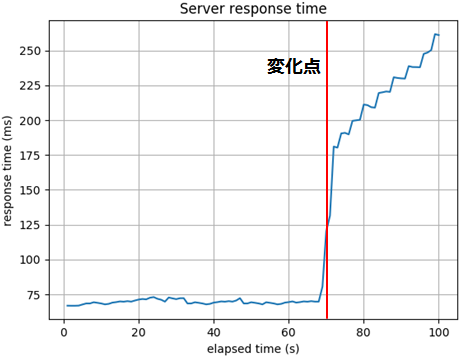 Server response time
変化点
response time (ms)
250
225
200
175
150
125
100
75
0 20 40 60 80 100
elapsed time (s)